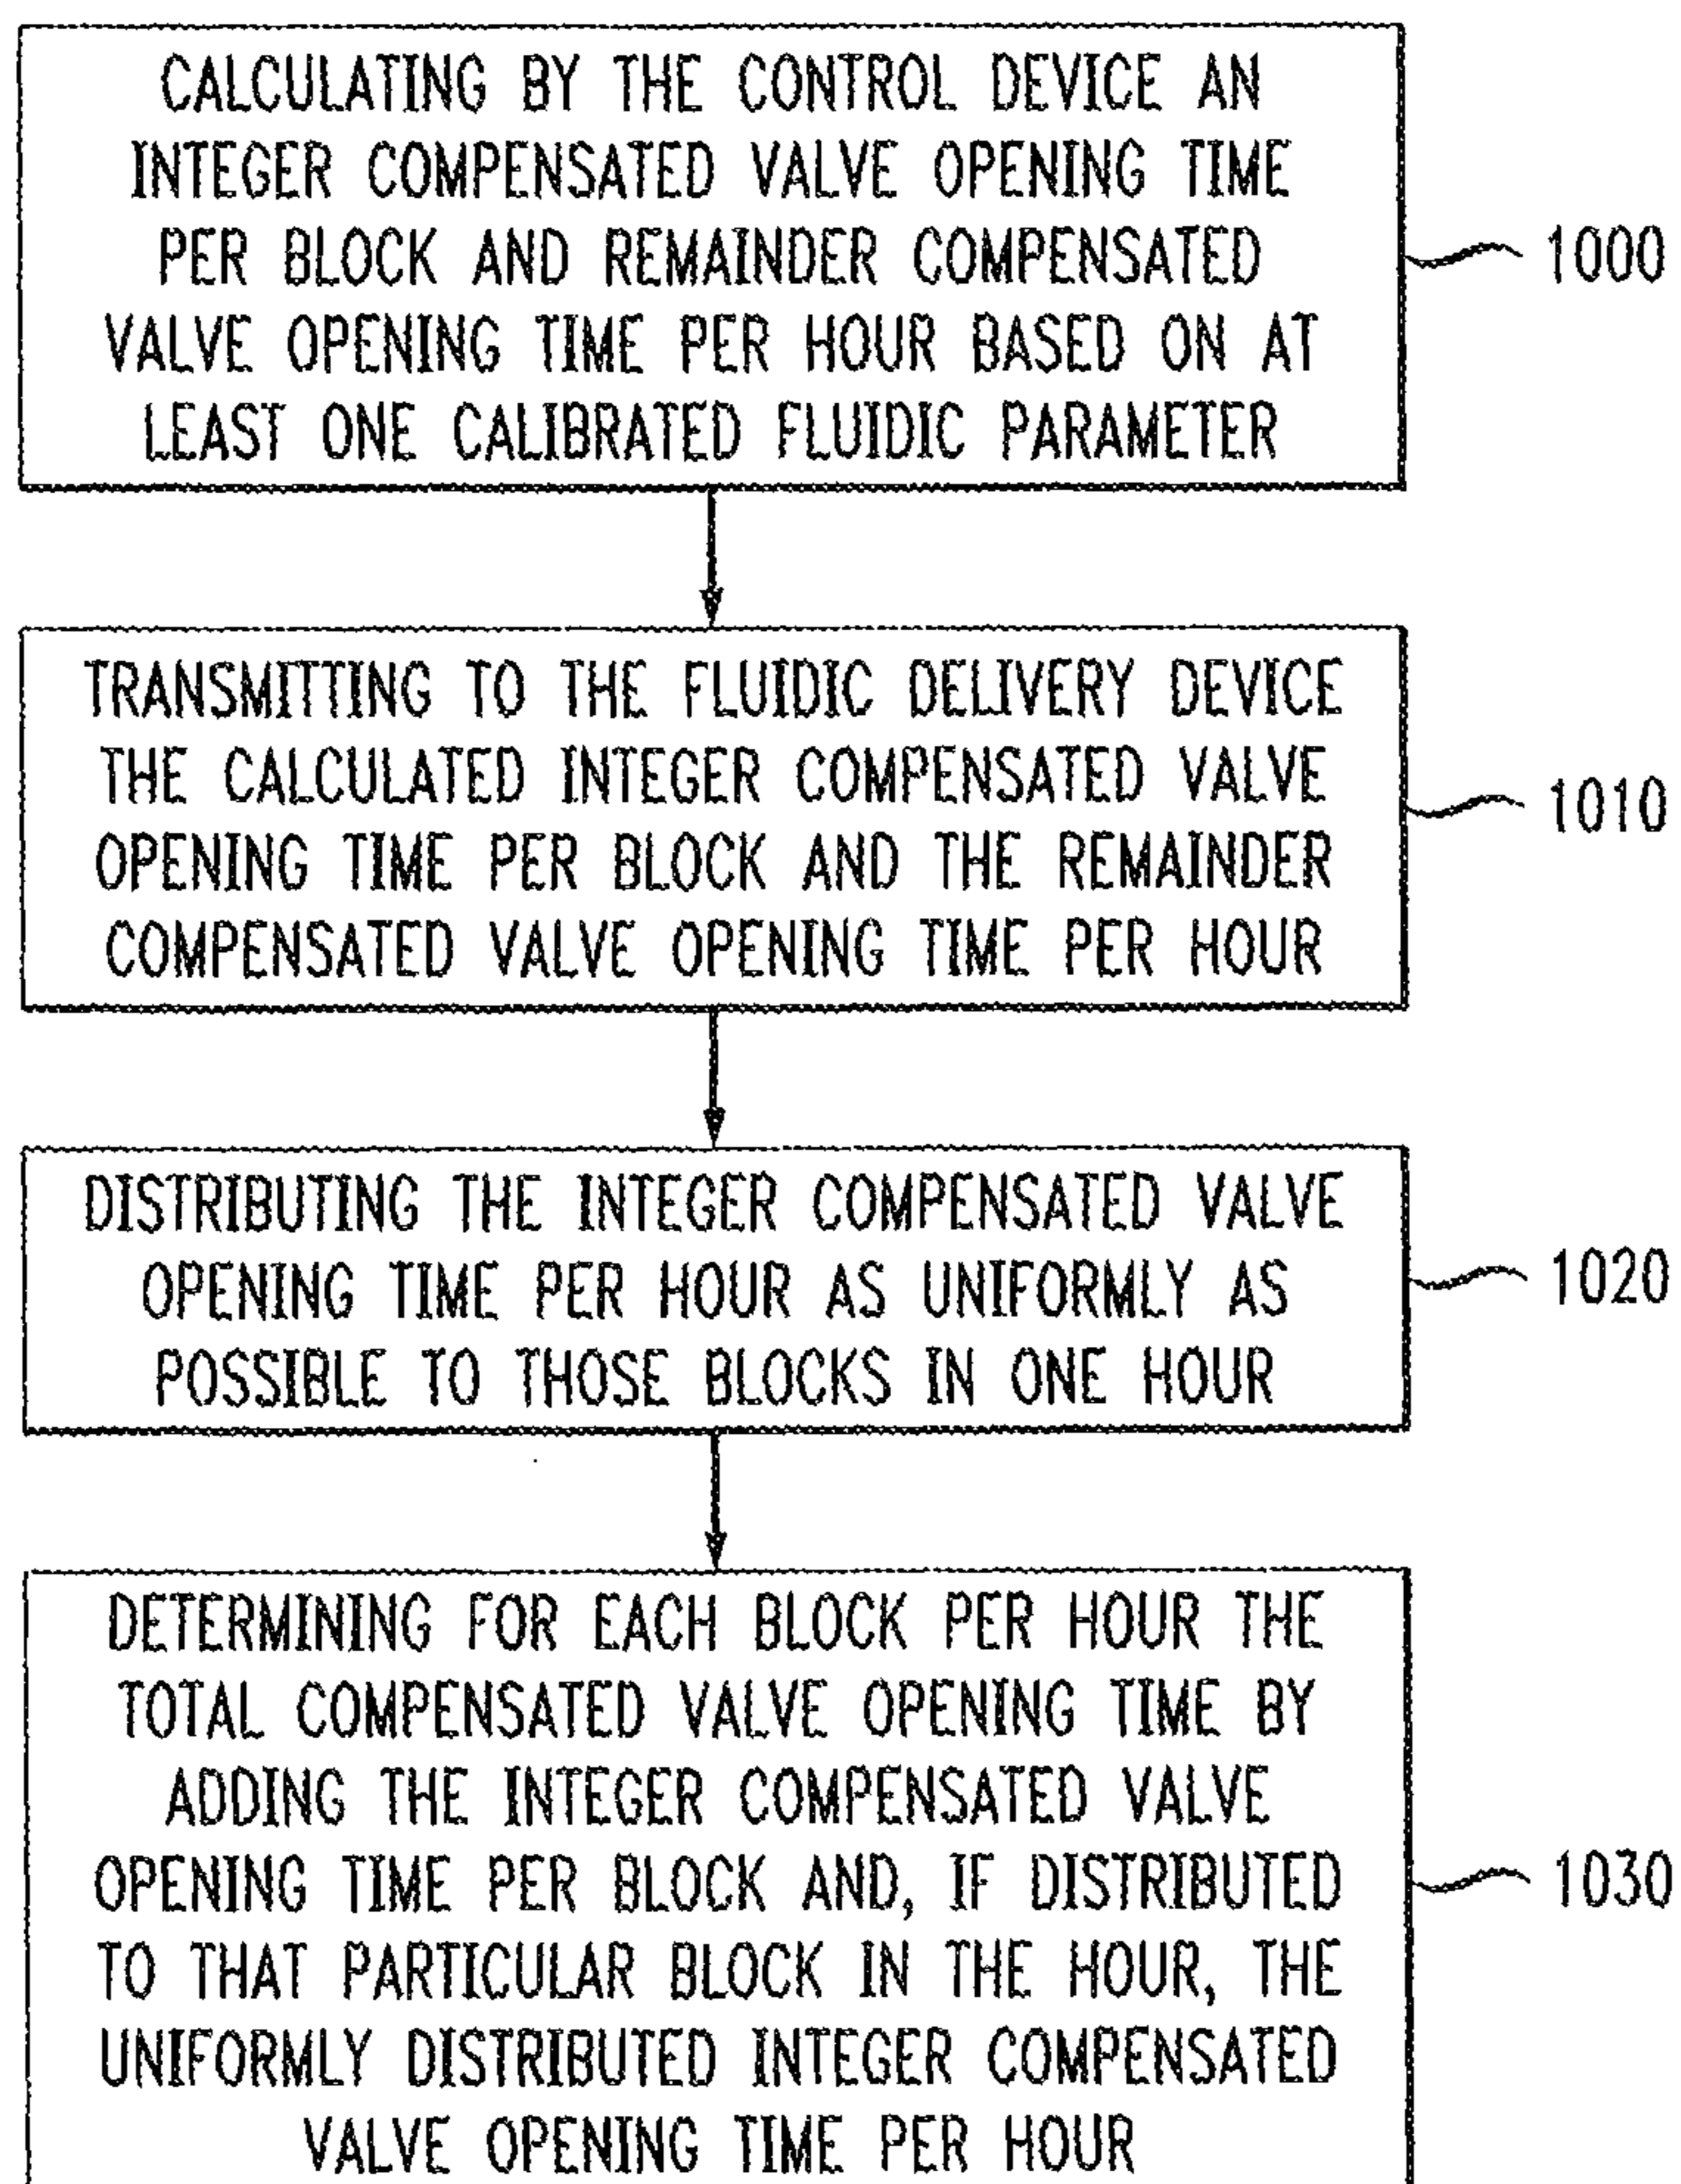 CALCULATING BY THE CONTROL DEVICE AN
INTEGER COMPENSATED VALVE OPENING TIME
PER BLOCK AND REMAINDER COMPENSATED
VALVE OPENING TIME PER HOUR BASED ON AT
LEAST ONE CALIBRATED FLUIDIC PARAMETER
1000
TRANSMITTING TO THE FLUIDIC DELIVERY DEVICE
THE CALCULATED INTEGER COMPENSATED VALVE
OPENING TIME PER BLOCK AND THE REMAINDER
COMPENSATED VALVE OPENING TIME PER HOUR
1010
DISTRIBUTING THE INTEGER COMPENSATED VALVE
OPENING TIME PER HOUR AS UNIFORMLY AS
POSSIBLE TO THOSE BLOCKS IN ONE HOUR
1020
DETERMINING FOR EACH BLOCK PER HOUR THE
TOTAL COMPENSATED VALVE OPENING TIME BY
ADDING THE INTEGER COMPENSATED VALVE
OPENING TIME PER BLOCK AND, IF DISTRIBUTED
TO THAT PARTICULAR BLOCK IN THE HOUR, THE
UNIFORMLY DISTRIBUTED INTEGER COMPENSATED
VALVE OPENING TIME PER HOUR
1030